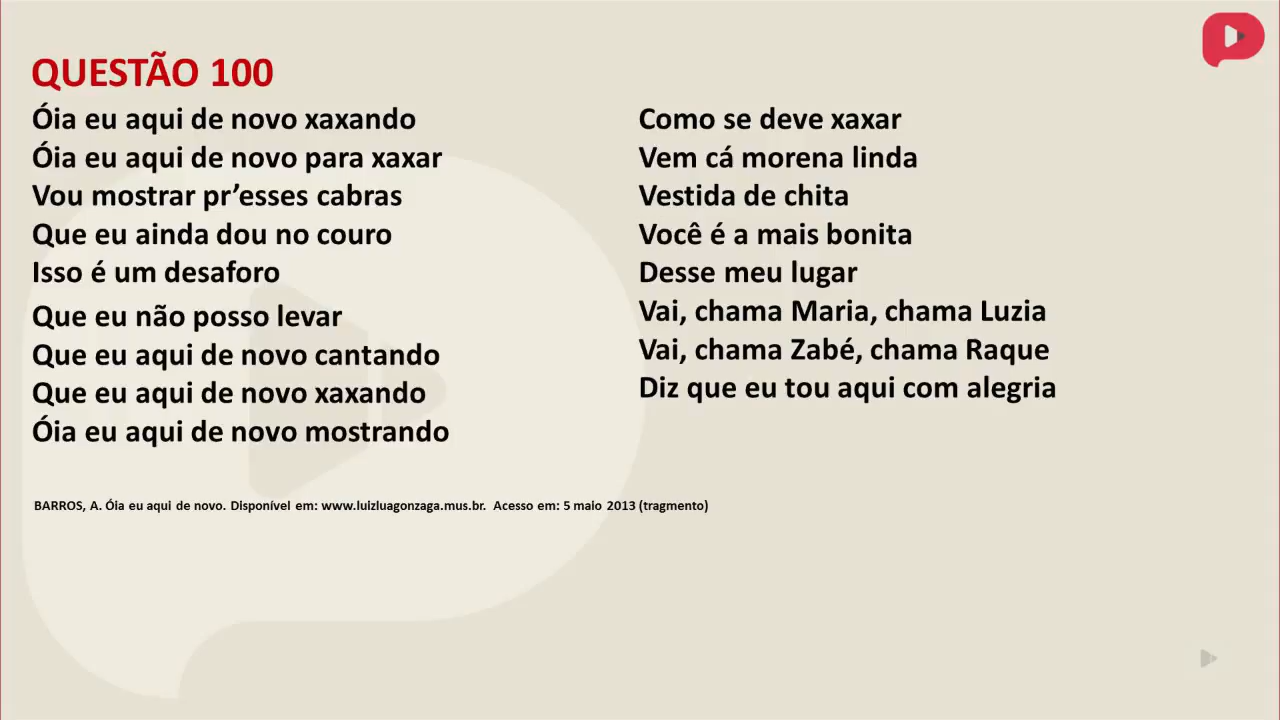 QUESTÃO 100
Óia eu aqui de novo xaxando
Óia eu aqui de novo para xaxar
Vou mostrar pr’esses cabras
Que eu ainda dou no couro
Isso é um desaforo
Que eu não posso levar
Que eu aqui de novo cantando
Que eu aqui de novo xaxando
Óia eu aqui de novo mostrando
Como se deve xaxar
Vem cá morena linda
Vestida de chita
Você é a mais bonita
Desse meu lugar
Vai, chama Maria, chama Luzia
Vai, chama Zabé, chama Raque
Diz que eu tou aqui com alegria
BARROS, A. Óia eu aqui de novo. Disponível em: www.luizluagonzaga.mus.br. Acesso em: 5 maio 2013 (tragmento)